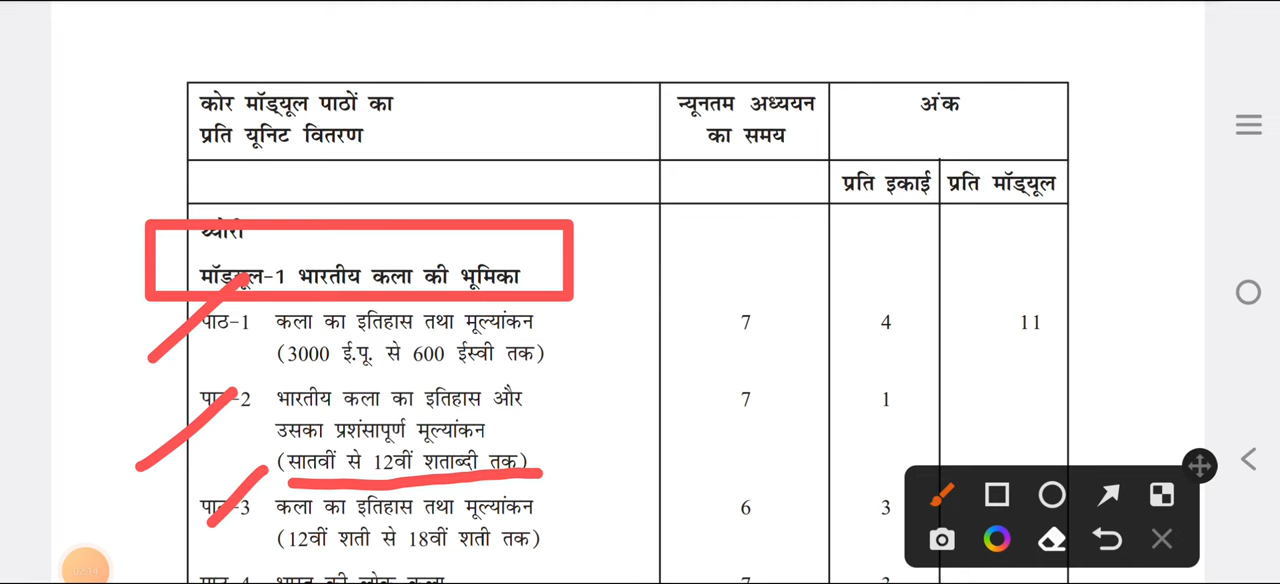 कोर मॉड्यूल पाठों का
प्रति यूनिट वितरण
न्यूनतम अध्ययन
का समय
अंक
प्रति इकाई
प्रति मॉड्यूल
थ्योरी
मॉड्यूल-1 भारतीय कला की भूमिका
पाठ-1 कला का इतिहास तथा मूल्यांकन 7 4 11
(3000 ई.पू. से 600 ईस्वी तक)
पाठ-2 भारतीय कला का इतिहास और 7 1
उसका प्रशंसापूर्ण मूल्यांकन
(सातवीं से 12वीं शताब्दी तक)
पाठ-3 कला का इतिहास तथा मूल्यांकन 6 3
(12वीं शती से 18वीं शती तक)